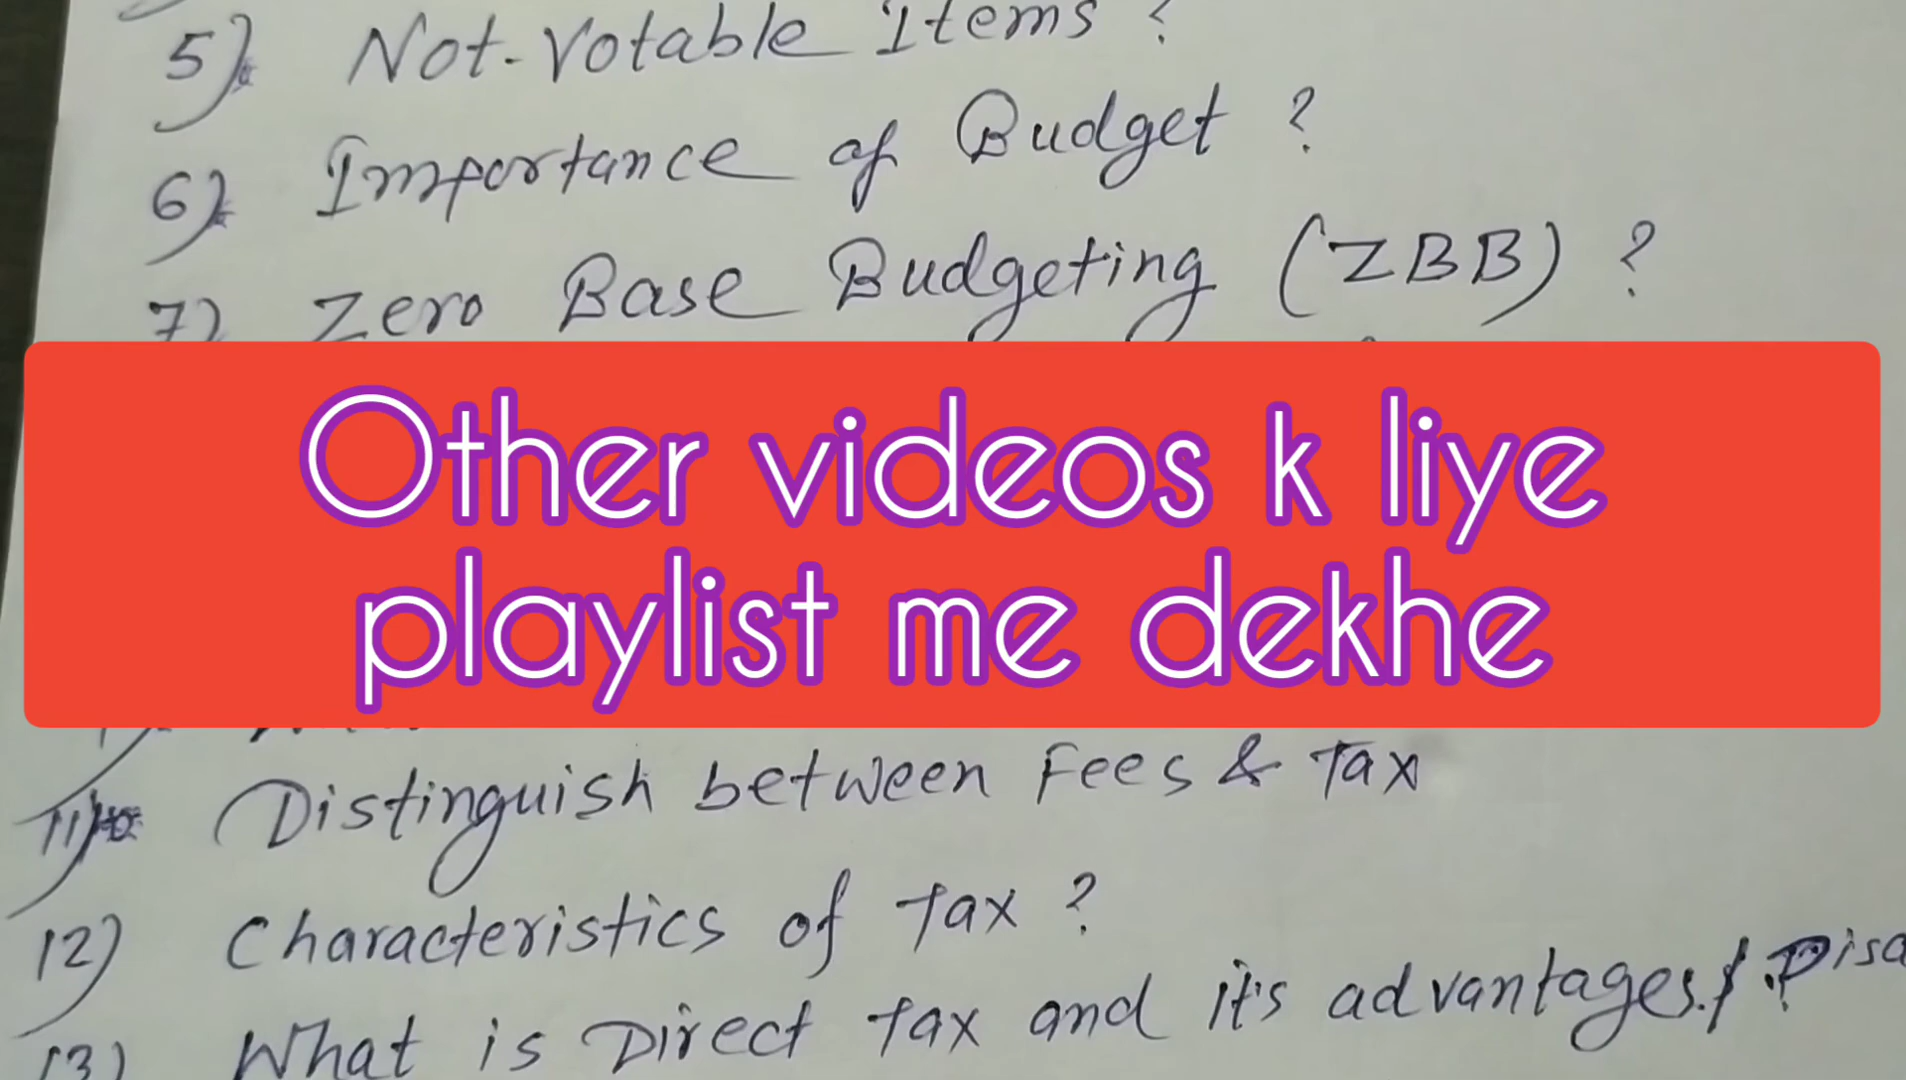 5) Not-Votable Items ?
6) Importance of Budget ?
7) Zero Base Budgeting (ZBB) ?
Other videos k liye
playlist me dekhe
11) Distinguish between Fees & Tax
12) Characteristics of Tax ?
13) What is Direct Tax and it's advantages. / Disa